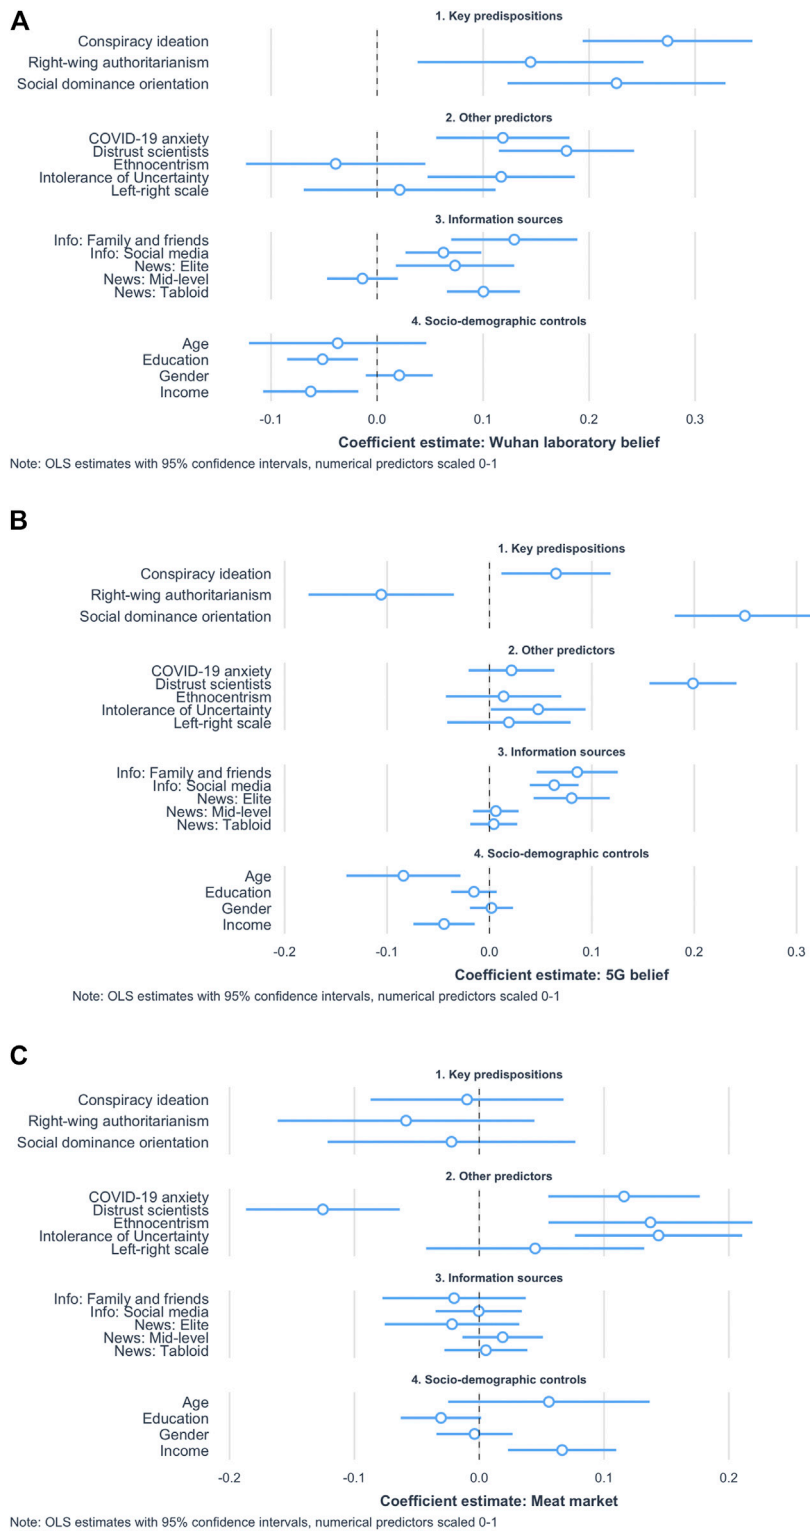 A
1. Key predispositions
Conspiracy ideation
Right-wing authoritarianism
Social dominance orientation
2. Other predictors
COVID-19 anxiety
Distrust scientists
Ethnocentrism
Intolerance of Uncertainty
Left-right scale
3. Information sources
Info: Family and friends
Info: Social media
News: Elite
News: Mid-level
News: Tabloid
4. Socio-demographic controls
Age
Education
Gender
Income
-0.1 0.0 0.1 0.2 0.3
Coefficient estimate: Wuhan laboratory belief
Note: OLS estimates with 95% confidence intervals, numerical predictors scaled 0-1
B
1. Key predispositions
Conspiracy ideation
Right-wing authoritarianism
Social dominance orientation
2. Other predictors
COVID-19 anxiety
Distrust scientists
Ethnocentrism
Intolerance of Uncertainty
Left-right scale
3. Information sources
Info: Family and friends
Info: Social media
News: Elite
News: Mid-level
News: Tabloid
4. Socio-demographic controls
Age
Education
Gender
Income
-0.2 -0.1 0.0 0.1 0.2 0.3
Coefficient estimate: 5G belief
Note: OLS estimates with 95% confidence intervals, numerical predictors scaled 0-1
C
1. Key predispositions
Conspiracy ideation
Right-wing authoritarianism
Social dominance orientation
2. Other predictors
COVID-19 anxiety
Distrust scientists
Ethnocentrism
Intolerance of Uncertainty
Left-right scale
3. Information sources
Info: Family and friends
Info: Social media
News: Elite
News: Mid-level
News: Tabloid
4. Socio-demographic controls
Age
Education
Gender
Income
-0.2 -0.1 0.0 0.1 0.2
Coefficient estimate: Meat market
Note: OLS estimates with 95% confidence intervals, numerical predictors scaled 0-1